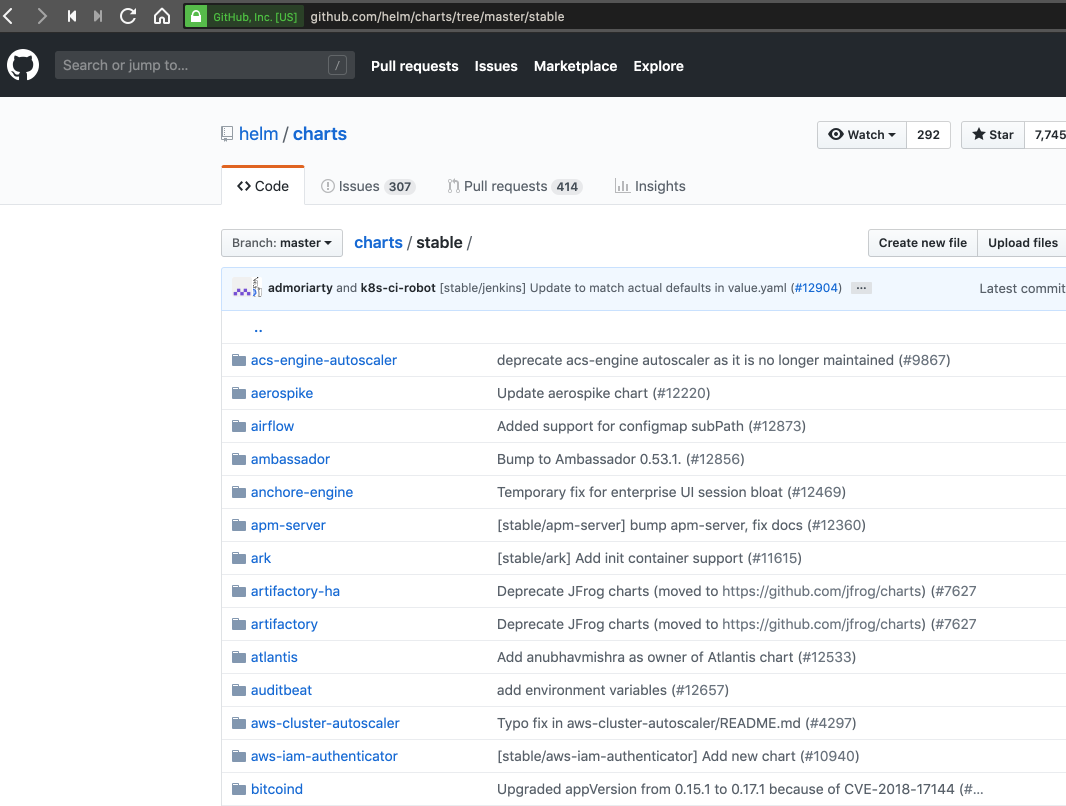 GitHub, Inc. [US] github.com/helm/charts/tree/master/stable
Search or jump to... / Pull requests Issues Marketplace Explore
helm / charts Watch 292 Star 7,745
Code Issues 307 Pull requests 414 Insights
Branch: master charts / stable / Create new file Upload files
admoriarty and k8s-ci-robot [stable/jenkins] Update to match actual defaults in value.yaml (#12904) ... Latest commit
..
acs-engine-autoscaler deprecate acs-engine autoscaler as it is no longer maintained (#9867)
aerospike Update aerospike chart (#12220)
airflow Added support for configmap subPath (#12873)
ambassador Bump to Ambassador 0.53.1. (#12856)
anchore-engine Temporary fix for enterprise UI session bloat (#12469)
apm-server [stable/apm-server] bump apm-server, fix docs (#12360)
ark [stable/ark] Add init container support (#11615)
artifactory-ha Deprecate JFrog charts (moved to https://github.com/jfrog/charts) (#7627
artifactory Deprecate JFrog charts (moved to https://github.com/jfrog/charts) (#7627
atlantis Add anubhavmishra as owner of Atlantis chart (#12533)
auditbeat add environment variables (#12657)
aws-cluster-autoscaler Typo fix in aws-cluster-autoscaler/README.md (#4297)
aws-iam-authenticator [stable/aws-iam-authenticator] Add new chart (#10940)
bitcoind Upgraded appVersion from 0.15.1 to 0.17.1 because of CVE-2018-17144 (#...